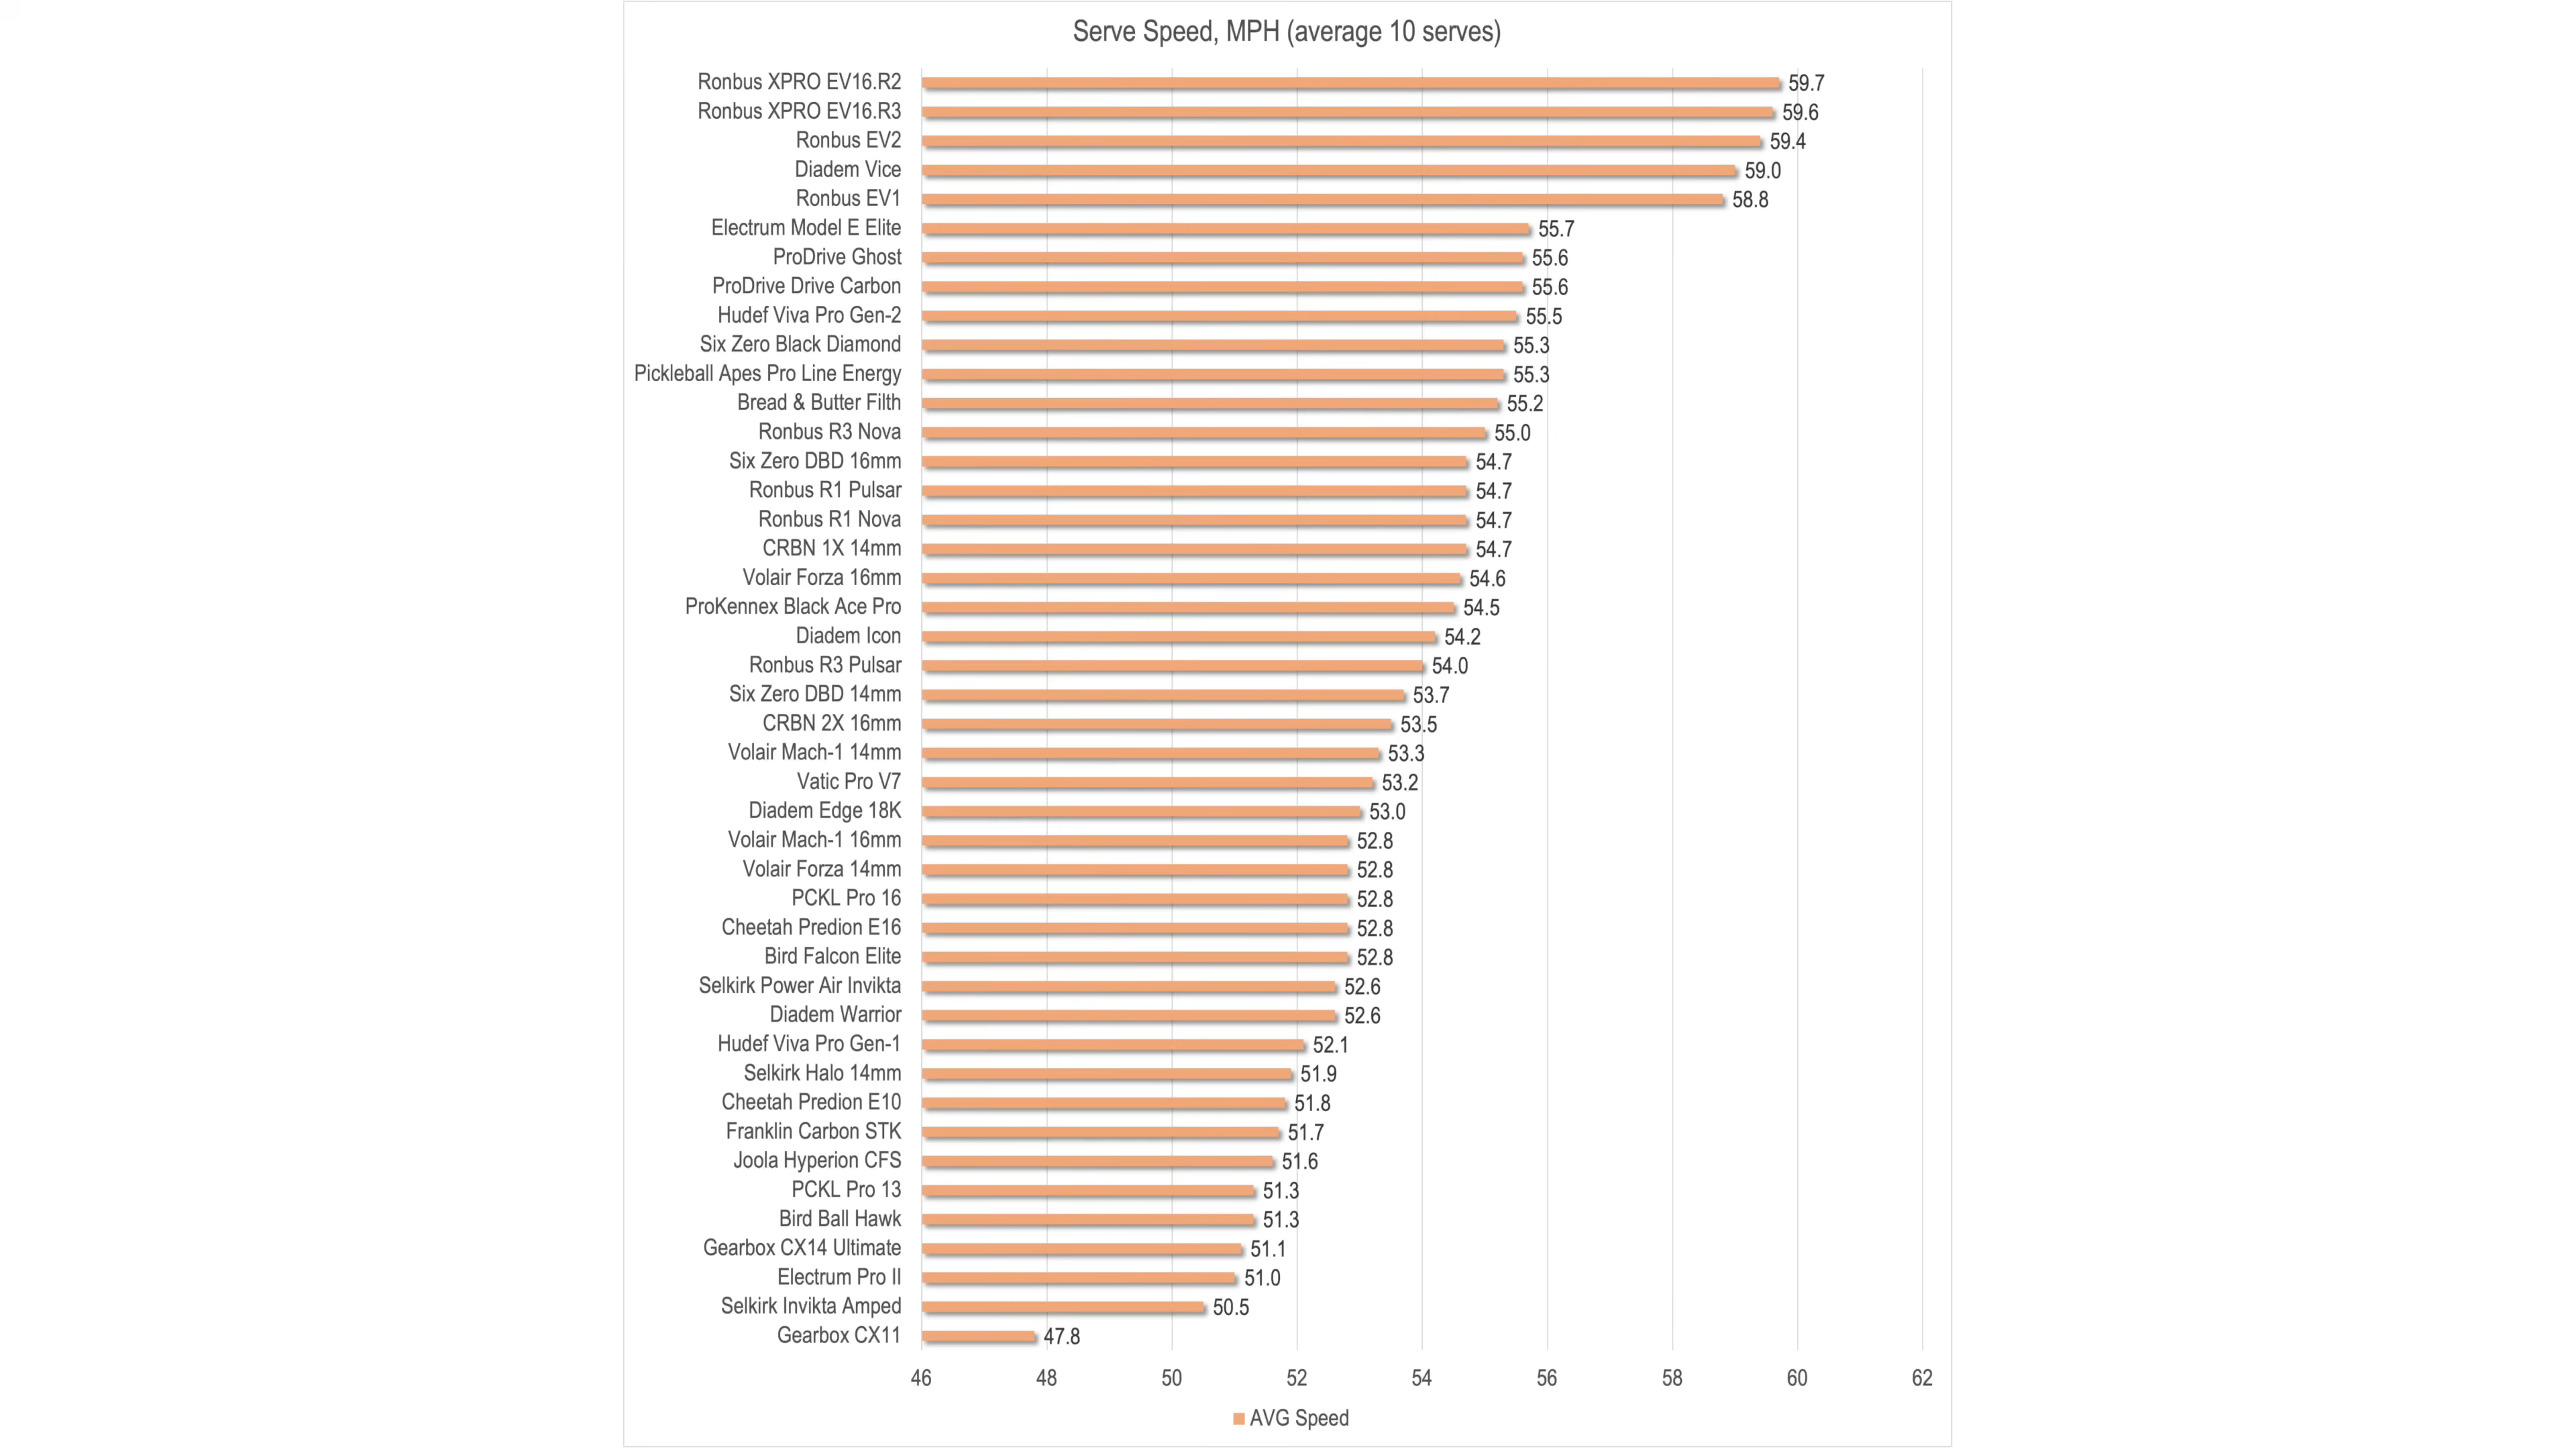 Serve Speed, MPH (average 10 serves)
Ronbus XPRO EV16.R2 59.7
Ronbus XPRO EV16.R3 59.6
Ronbus EV2 59.4
Diadem Vice 59.0
Ronbus EV1 58.8
Electrum Model E Elite 55.7
ProDrive Ghost 55.6
ProDrive Drive Carbon 55.6
Hudef Viva Pro Gen-2 55.5
Six Zero Black Diamond 55.3
Pickleball Apes Pro Line Energy 55.3
Bread & Butter Filth 55.2
Ronbus R3 Nova 55.0
Six Zero DBD 16mm 54.7
Ronbus R1 Pulsar 54.7
Ronbus R1 Nova 54.7
CRBN 1X 14mm 54.7
Volair Forza 16mm 54.6
ProKennex Black Ace Pro 54.5
Diadem Icon 54.2
Ronbus R3 Pulsar 54.0
Six Zero DBD 14mm 53.7
CRBN 2X 16mm 53.5
Volair Mach-1 14mm 53.3
Vatic Pro V7 53.2
Diadem Edge 18K 53.0
Volair Mach-1 16mm 52.8
Volair Forza 14mm 52.8
PCKL Pro 16 52.8
Cheetah Predion E16 52.8
Bird Falcon Elite 52.8
Selkirk Power Air Invikta 52.6
Diadem Warrior 52.6
Hudef Viva Pro Gen-1 52.1
Selkirk Halo 14mm 51.9
Cheetah Predion E10 51.8
Franklin Carbon STK 51.7
Joola Hyperion CFS 51.6
PCKL Pro 13 51.3
Bird Ball Hawk 51.3
Gearbox CX14 Ultimate 51.1
Electrum Pro II 51.0
Selkirk Invikta Amped 50.5
Gearbox CX11 47.8
46 48 50 52 54 56 58 60 62
AVG Speed